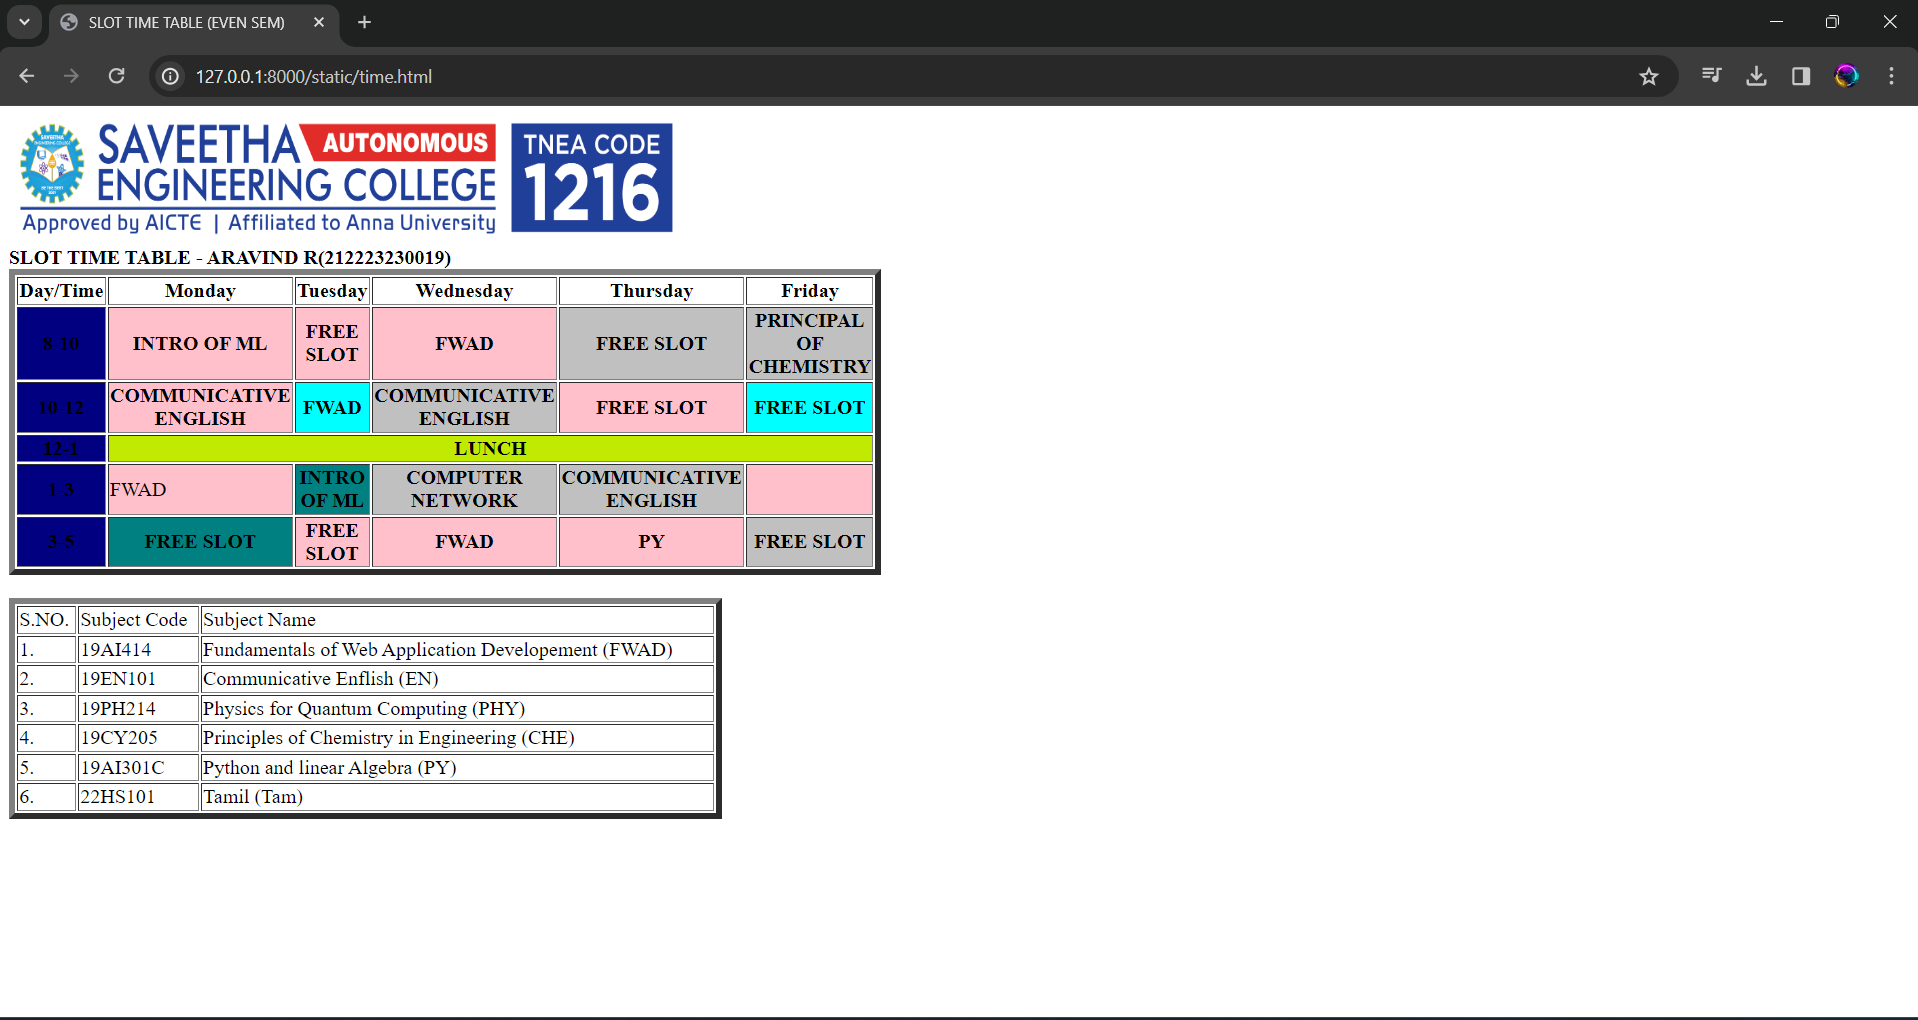 SLOT TIME TABLE (EVEN SEM)
127.0.0.1:8000/static/time.html
SAVEETHA AUTONOMOUS
ENGINEERING COLLEGE
Approved by AICTE | Affiliated to Anna University
TNEA CODE
1216
SLOT TIME TABLE - ARAVIND R(212223230019)
Day/Time Monday Tuesday Wednesday Thursday Friday
8-10 INTRO OF ML FREE SLOT FWAD FREE SLOT PRINCIPAL OF CHEMISTRY
10-12 COMMUNICATIVE ENGLISH FWAD COMMUNICATIVE ENGLISH FREE SLOT FREE SLOT
12-1 LUNCH
1-3 FWAD INTRO OF ML COMPUTER NETWORK COMMUNICATIVE ENGLISH
3-5 FREE SLOT FREE SLOT FWAD PY FREE SLOT
S.NO. Subject Code Subject Name
1. 19AI414 Fundamentals of Web Application Developement (FWAD)
2. 19EN101 Communicative Enflish (EN)
3. 19PH214 Physics for Quantum Computing (PHY)
4. 19CY205 Principles of Chemistry in Engineering (CHE)
5. 19AI301C Python and linear Algebra (PY)
6. 22HS101 Tamil (Tam)